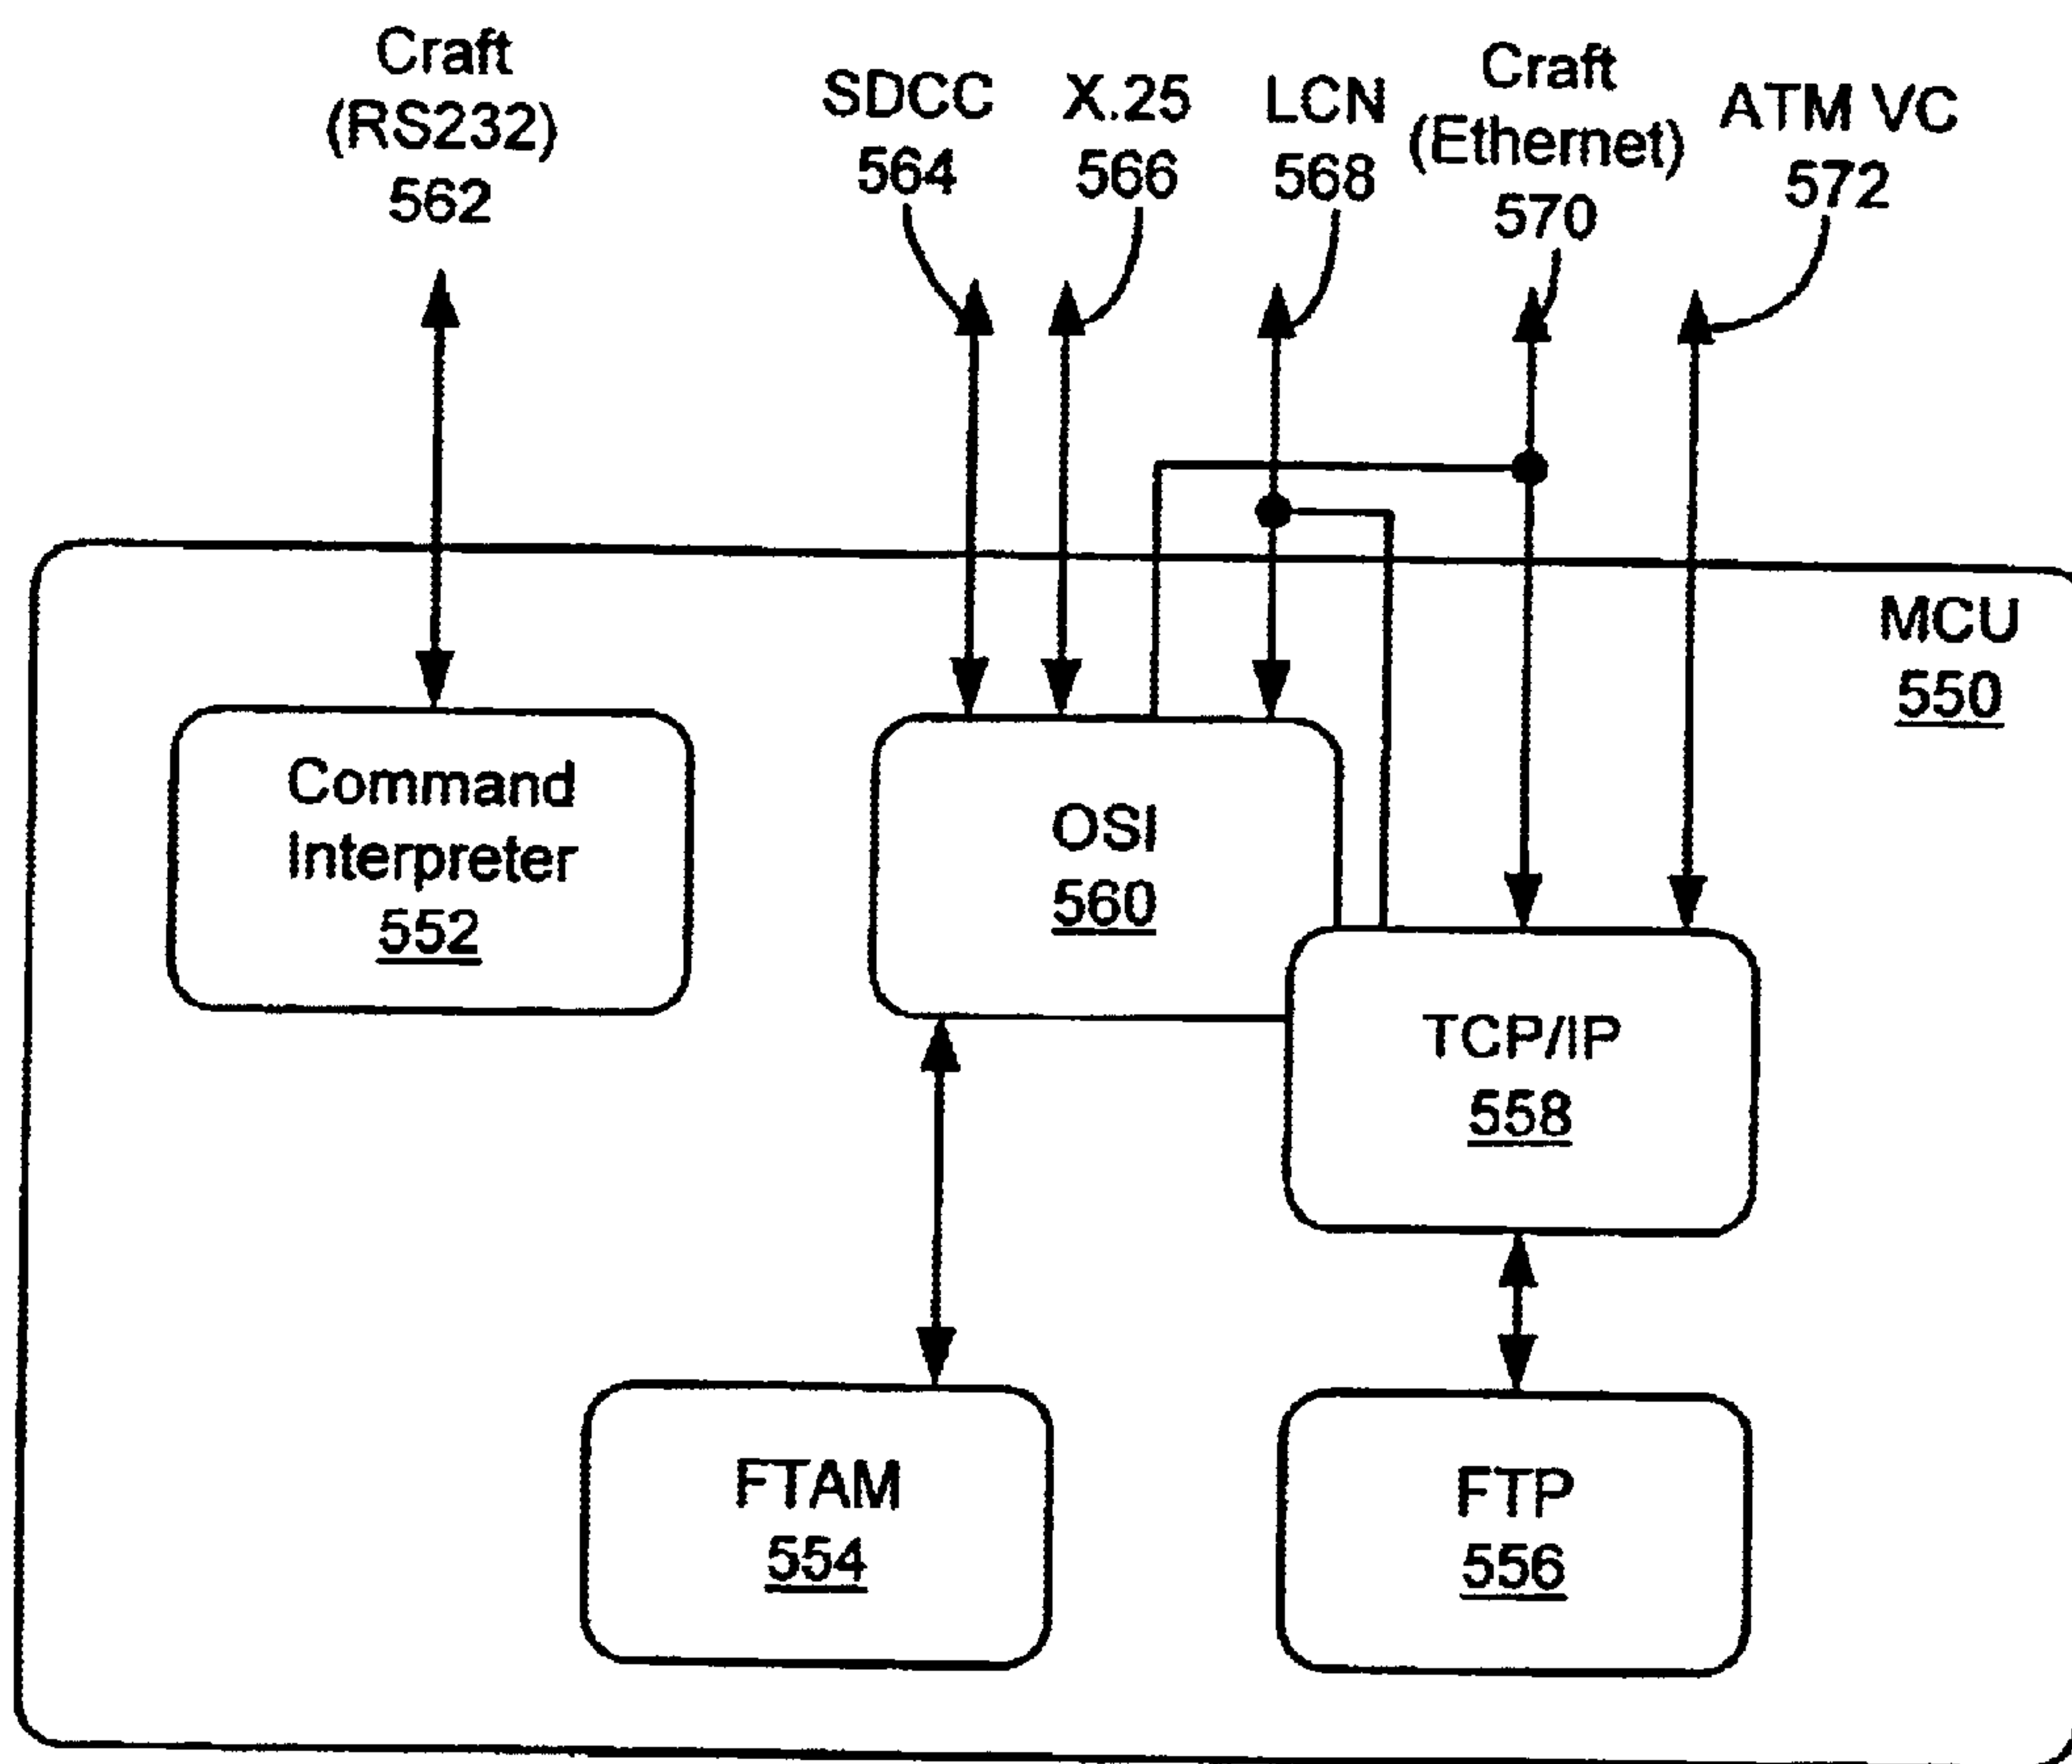 Craft
(RS232)
562
SDCC
564
X.25
566
LCN
568
Craft
(Ethernet)
570
ATM VC
572
MCU
550
Command
Interpreter
552
OSI
560
TCP/IP
558
FTAM
554
FTP
556